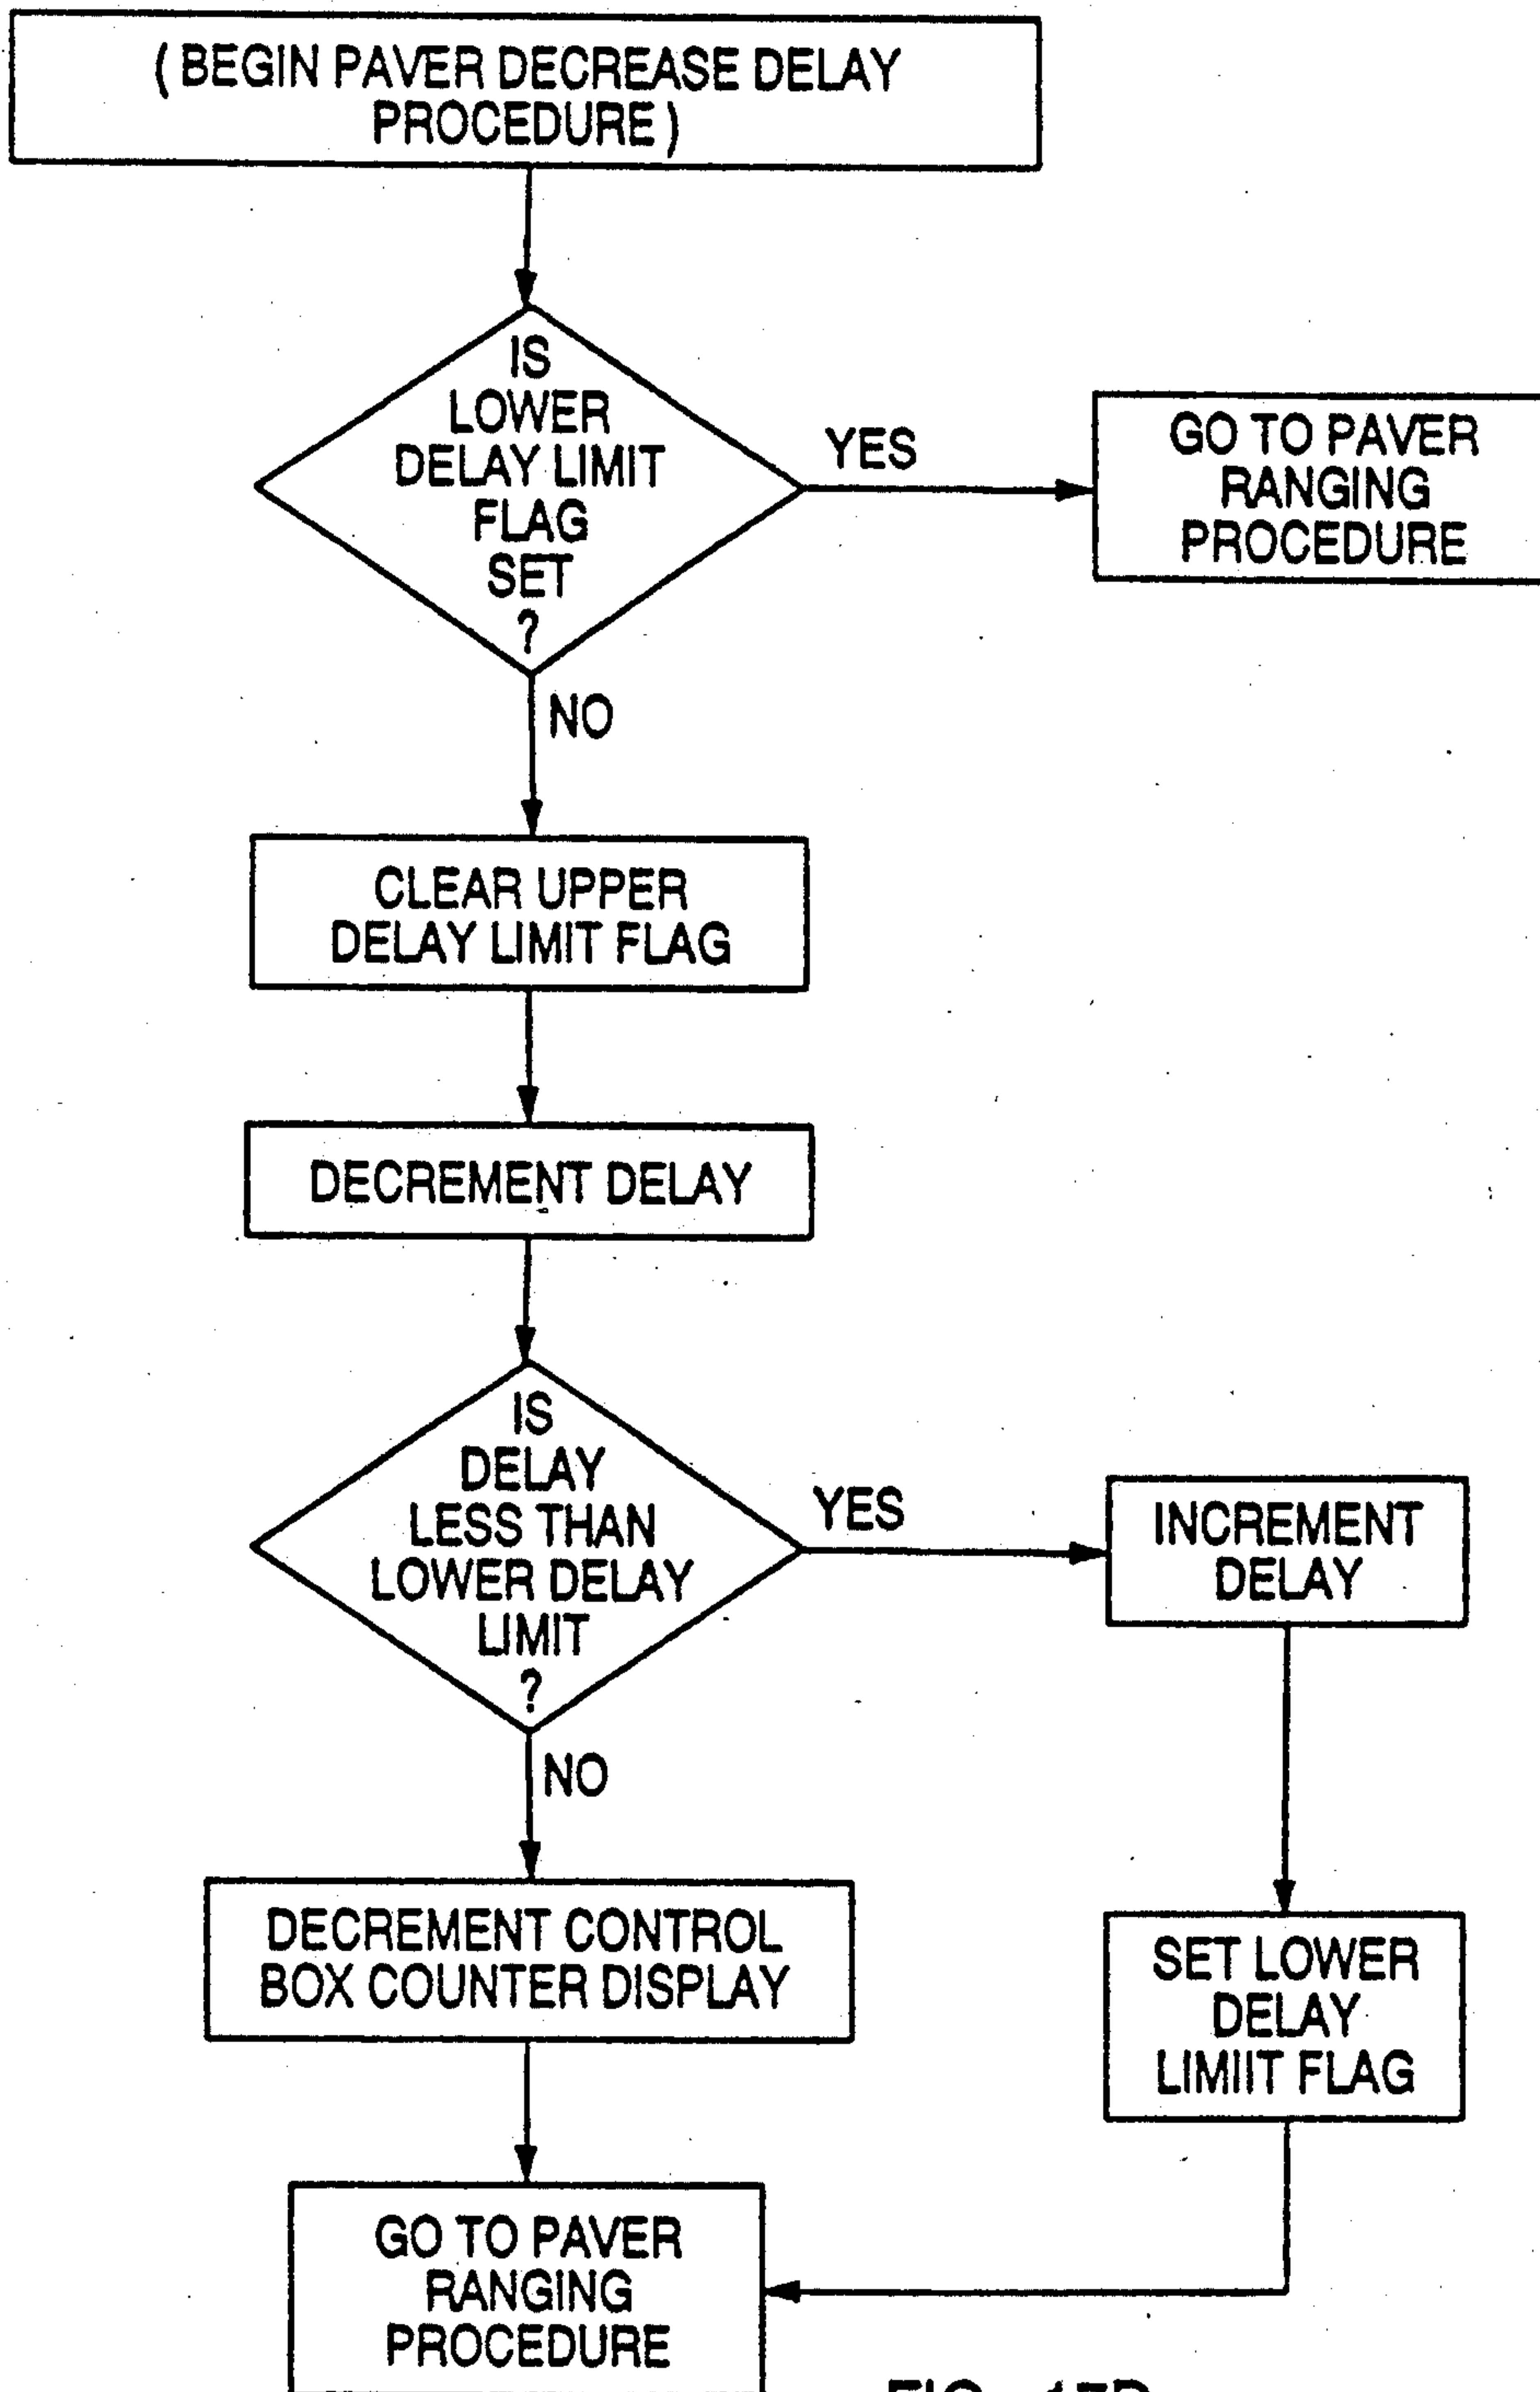 ( BEGIN PAVER DECREASE DELAY
PROCEDURE )
IS
LOWER
DELAY LIMIT
FLAG
SET
?
YES
GO TO PAVER
RANGING
PROCEDURE
NO
CLEAR UPPER
DELAY LIMIT FLAG
DECREMENT DELAY
IS
DELAY
LESS THAN
LOWER DELAY
LIMIT
?
YES
INCREMENT
DELAY
NO
DECREMENT CONTROL
BOX COUNTER DISPLAY
SET LOWER
DELAY
LIMIIT FLAG
GO TO PAVER
RANGING
PROCEDURE